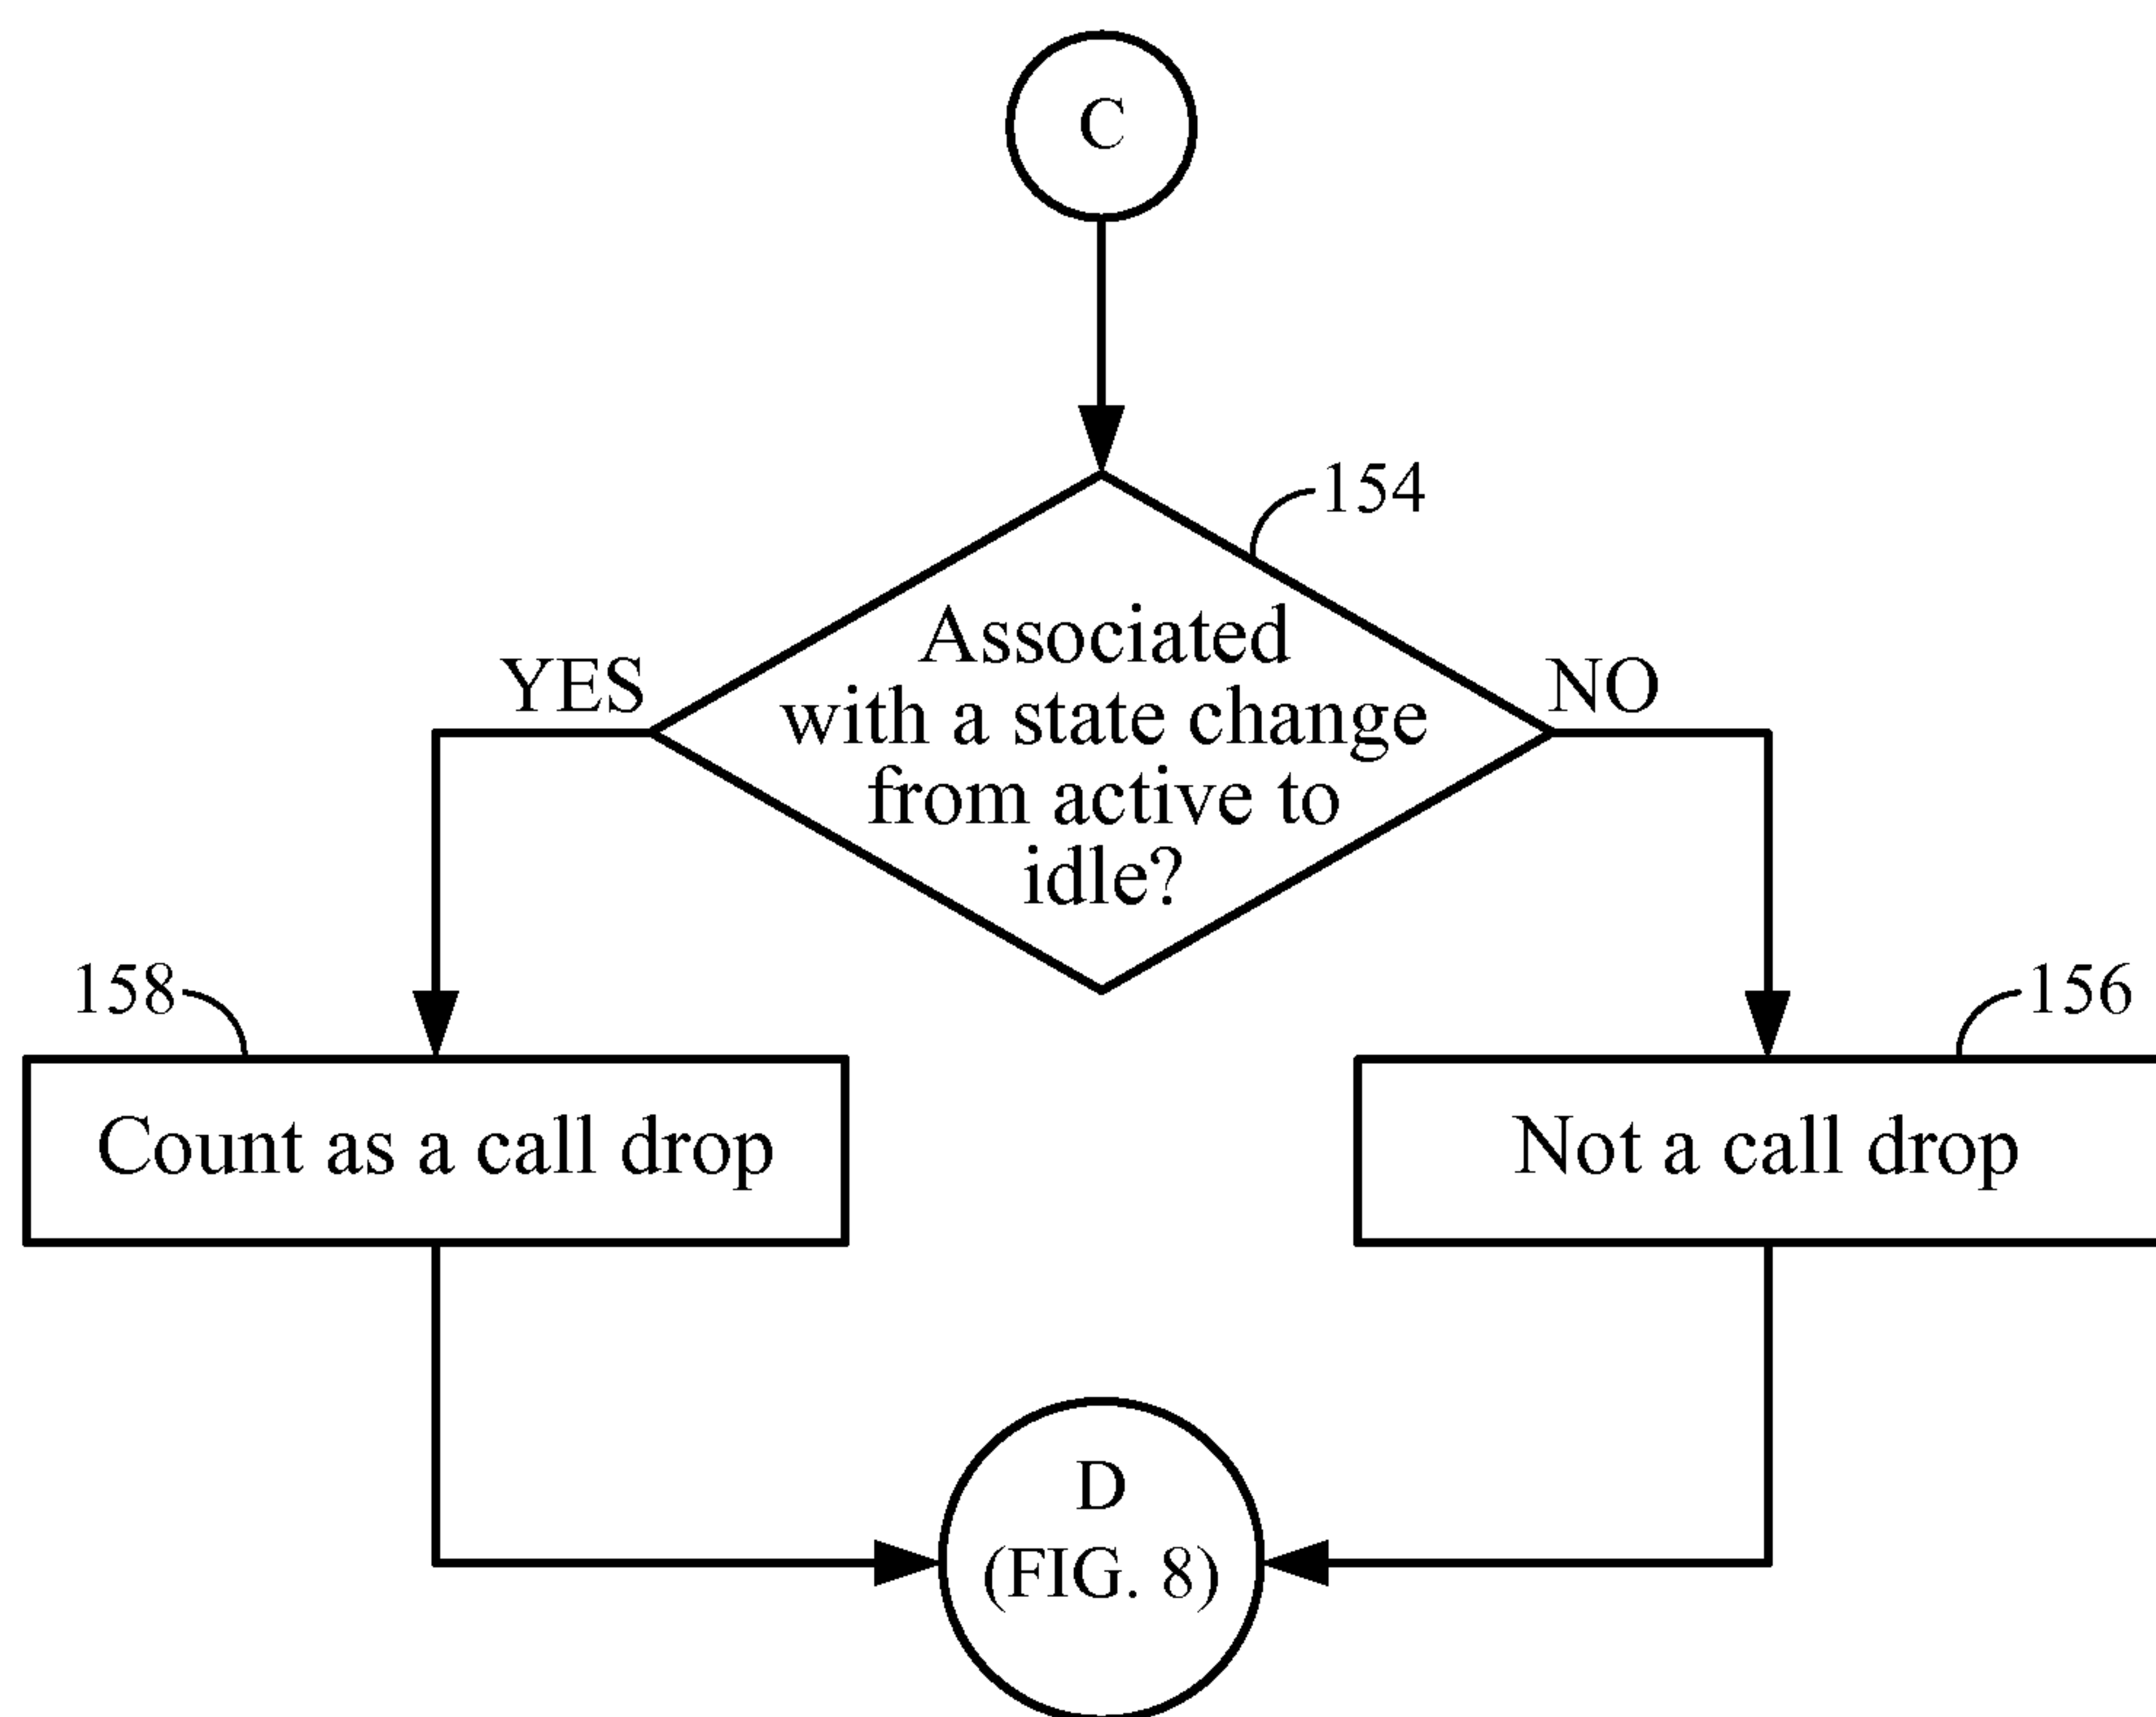 C
154
Associated
with a state change
from active to
idle?
YES
NO
158
156
Count as a call drop
Not a call drop
D
(FIG. 8)